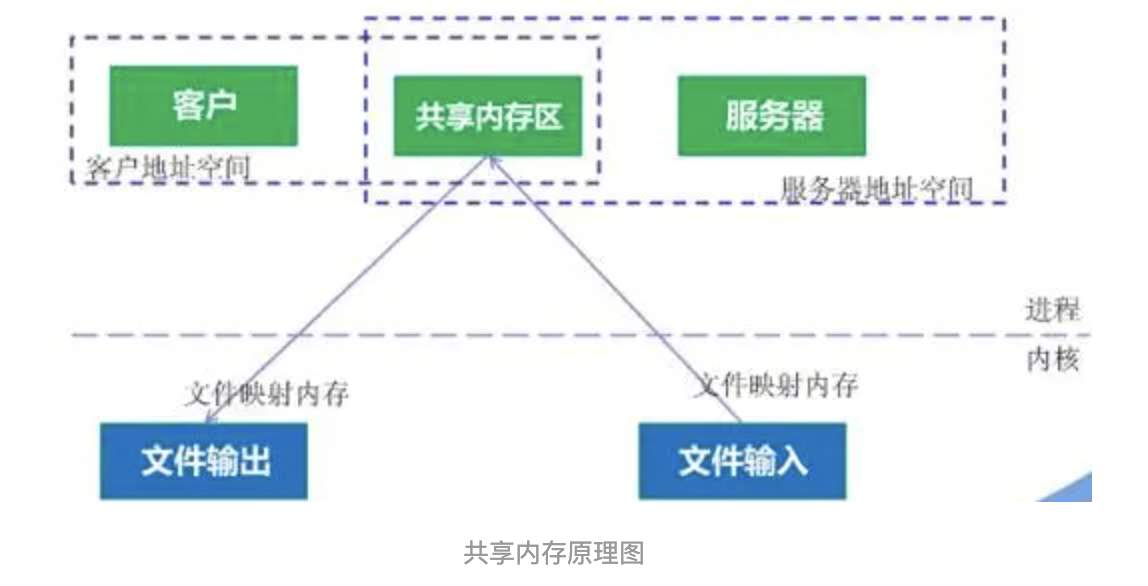 客户
共享内存区
服务器
客户地址空间
服务器地址空间
进程
内核
文件映射内存
文件映射内存
文件输出
文件输入
共享内存原理图